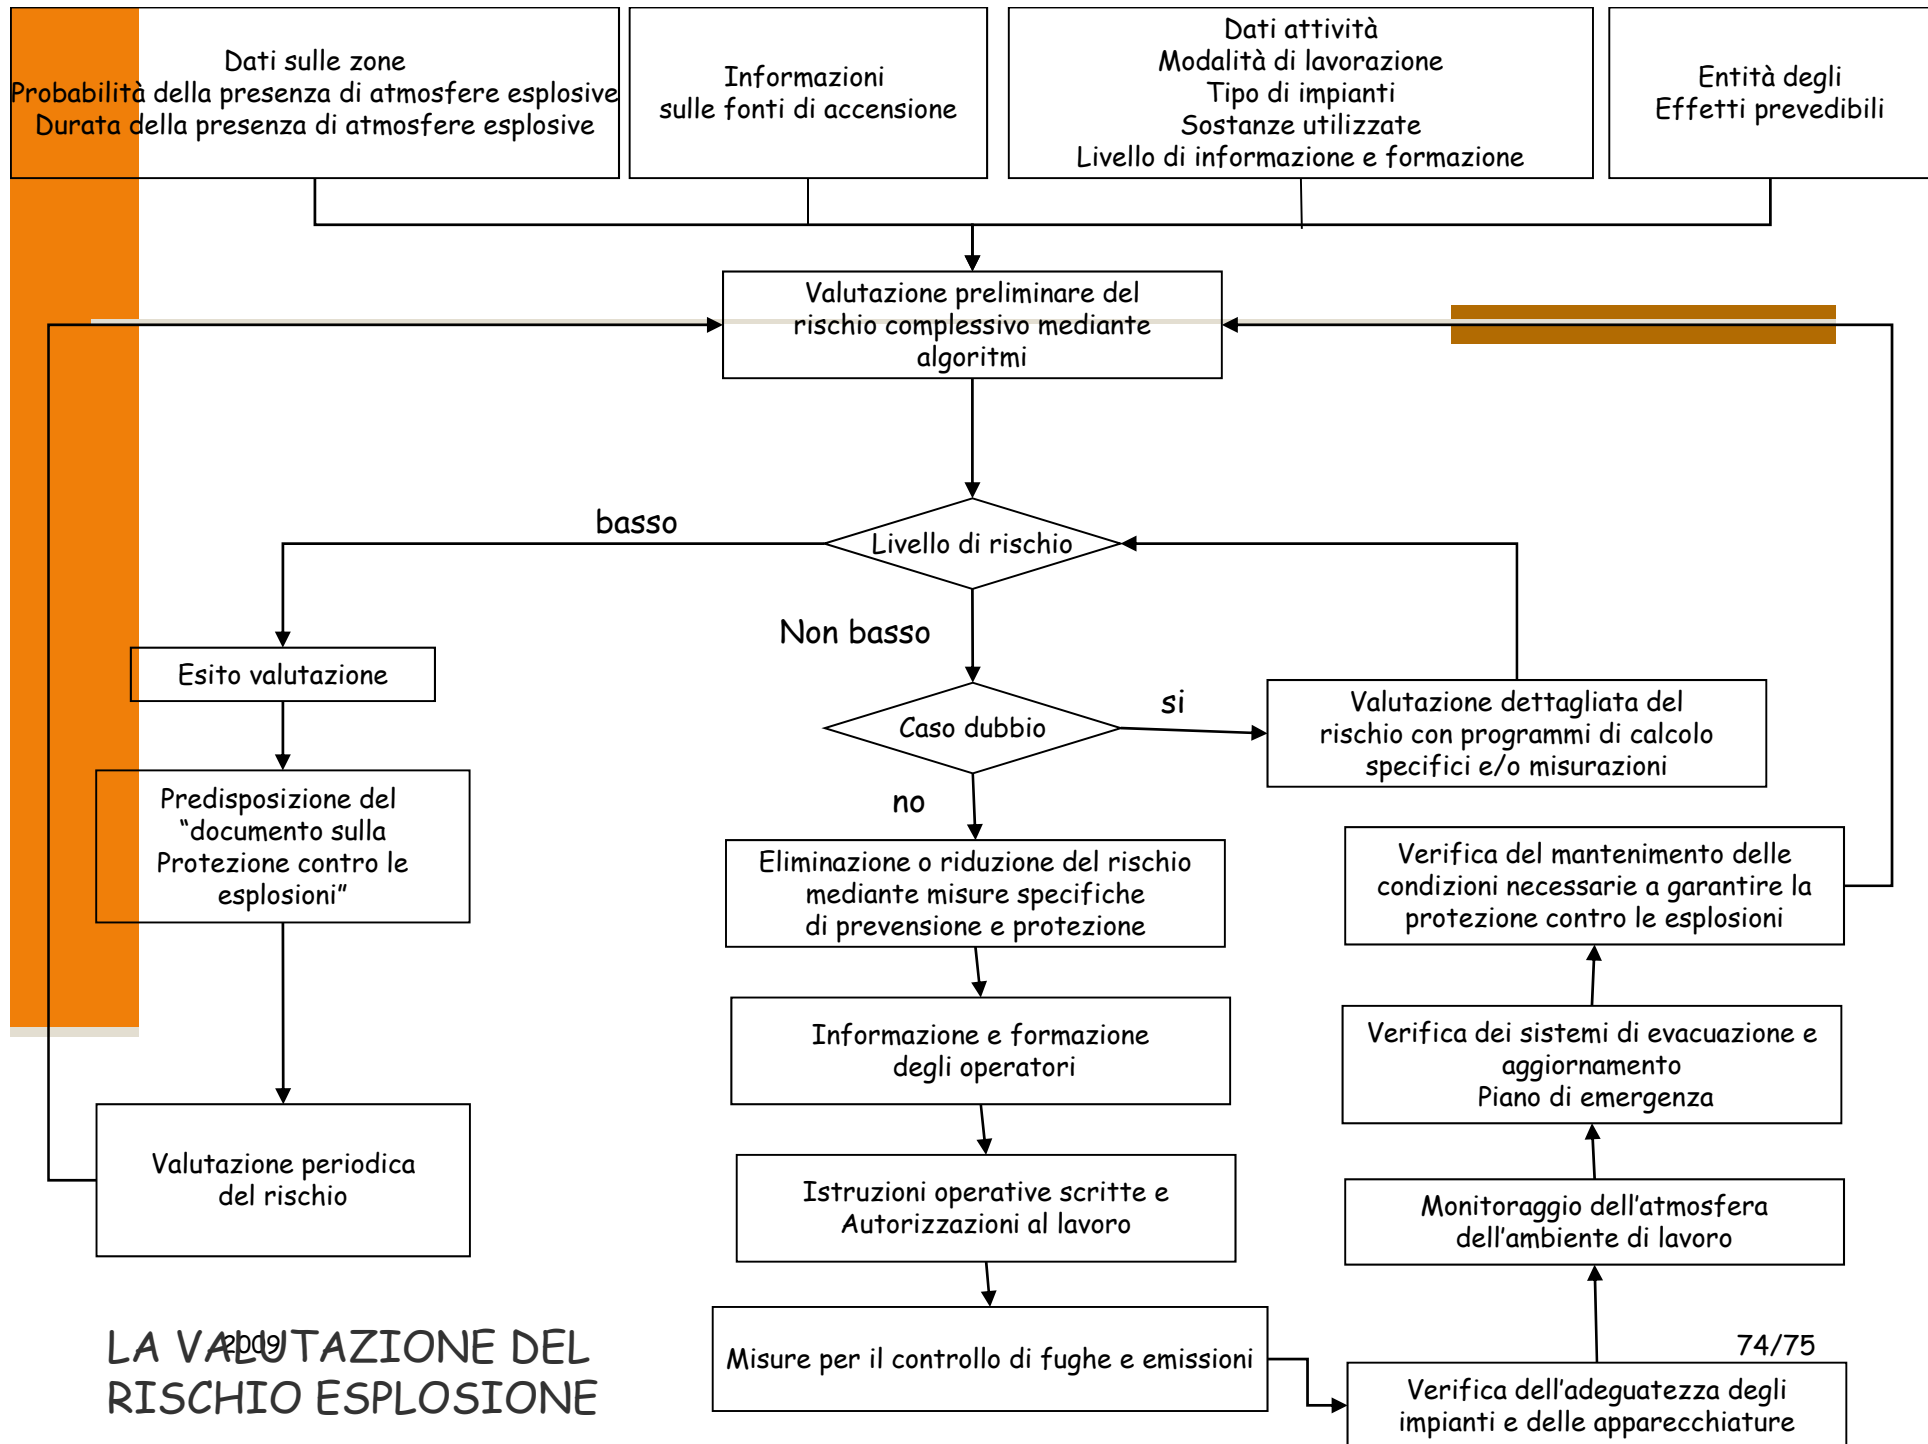 Dati sulle zone
Probabilità della presenza di atmosfere esplosive
Durata della presenza di atmosfere esplosive
Informazioni
sulle fonti di accensione
Dati attività
Modalità di lavorazione
Tipo di impianti
Sostanze utilizzate
Livello di informazione e formazione
Entità degli
Effetti prevedibili
Valutazione preliminare del
rischio complessivo mediante
algoritmi
Livello di rischio
basso
Non basso
Esito valutazione
Predisposizione del
“documento sulla
Protezione contro le
esplosioni”
Valutazione periodica
del rischio
Caso dubbio
si
no
Valutazione dettagliata del
rischio con programmi di calcolo
specifici e/o misurazioni
Eliminazione o riduzione del rischio
mediante misure specifiche
di prevensione e protezione
Informazione e formazione
degli operatori
Istruzioni operative scritte e
Autorizzazioni al lavoro
Misure per il controllo di fughe e emissioni
Verifica del mantenimento delle
condizioni necessarie a garantire la
protezione contro le esplosioni
Verifica dei sistemi di evacuazione e
aggiornamento
Piano di emergenza
Monitoraggio dell’atmosfera
dell’ambiente di lavoro
Verifica dell’adeguatezza degli
impianti e delle apparecchiature
LA VALUTAZIONE DEL
RISCHIO ESPLOSIONE
2009
74/75